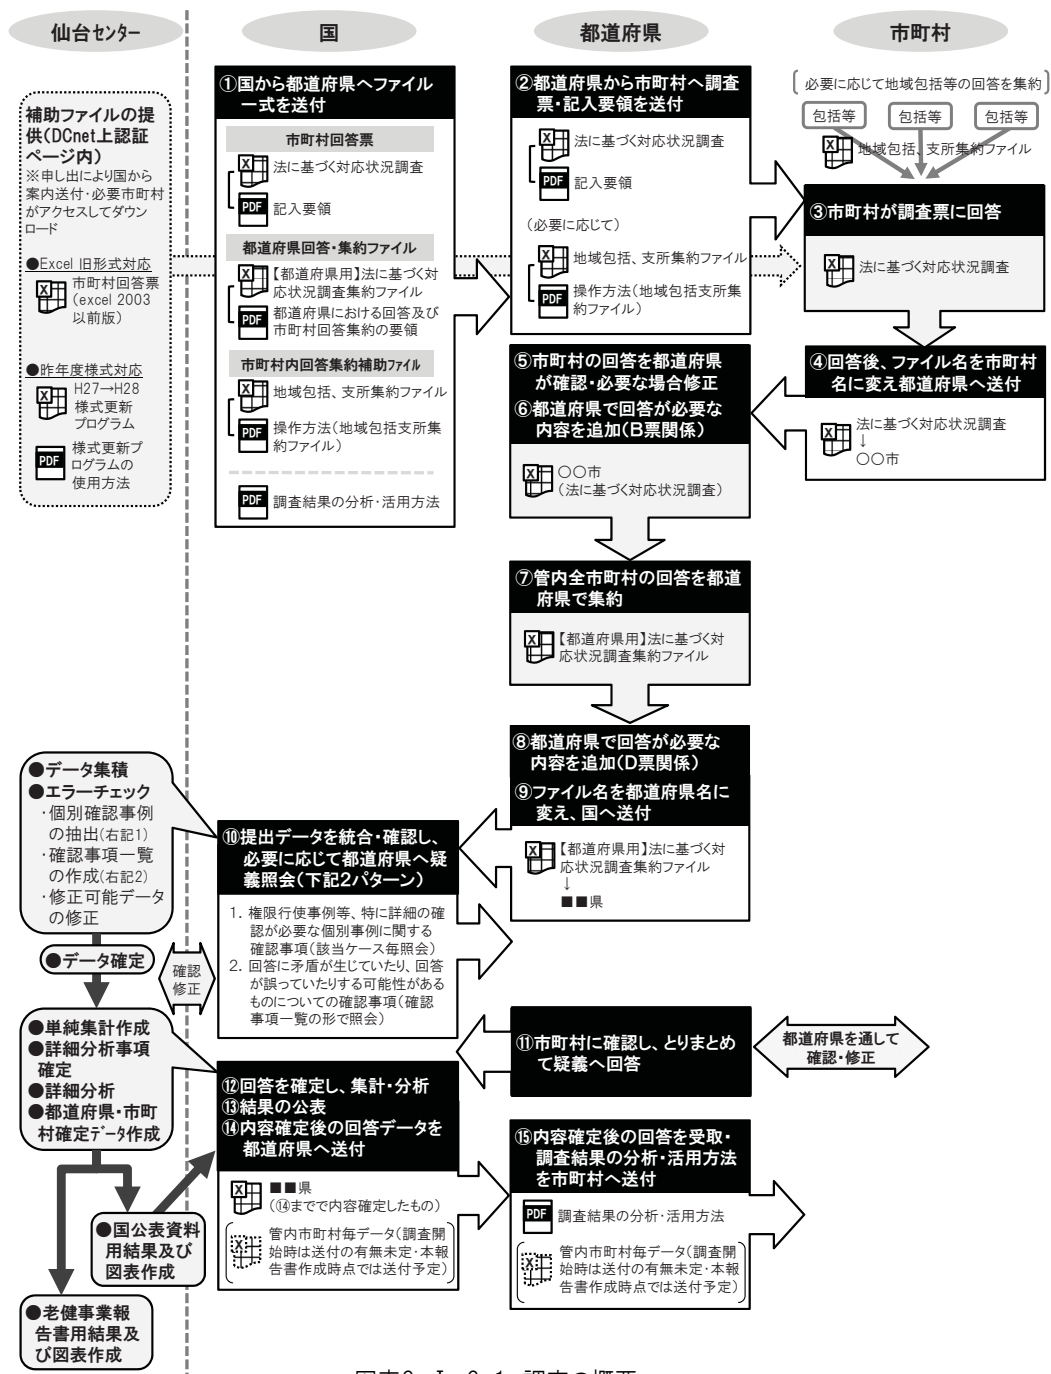 仙台センター
国
都道府県
市町村
補助ファイルの提
供(DCnet上認証
ページ内)
※申し出により国から
案内送付・必要市町村
がアクセスしてダウン
ロード
●Excel 旧形式対応
X
市町村回答票
(excel 2003
以前版)
●昨年度様式対応
X
H27→H28
様式更新
プログラム
PDF
様式更新プ
ログラムの
使用方法
①国から都道府県へファイル
一式を送付
市町村回答票
X
法に基づく対応状況調査
PDF
記入要領
都道府県回答・集約ファイル
X
【都道府県用】法に基づく対
応状況調査集約ファイル
PDF
都道府県における回答及び
市町村回答集約の要領
市町村内回答集約補助ファイル
X
地域包括、支所集約ファイル
PDF
操作方法(地域包括支所集
約ファイル)
PDF
調査結果の分析・活用方法
②都道府県から市町村へ調査
票・記入要領を送付
X
法に基づく対応状況調査
PDF
記入要領
(必要に応じて)
X
地域包括、支所集約ファイル
PDF
操作方法(地域包括支所集
約ファイル)
必要に応じて地域包括等の回答を集約
包括等
包括等
包括等
X
地域包括、支所集約ファイル
③市町村が調査票に回答
X
法に基づく対応状況調査
④回答後、ファイル名を市町村
名に変え都道府県へ送付
X
法に基づく対応状況調査
↓
〇〇市
⑤市町村の回答を都道府県
が確認・必要な場合修正
⑥都道府県で回答が必要な
内容を追加(B票関係)
X
〇〇市
(法に基づく対応状況調査)
⑦管内全市町村の回答を都道
府県で集約
X
【都道府県用】法に基づく対
応状況調査集約ファイル
⑧都道府県で回答が必要な
内容を追加(D票関係)
⑨ファイル名を都道府県名に
変え、国へ送付
X
【都道府県用】法に基づく対
応状況調査集約ファイル
↓
■■県
●データ集積
●エラーチェック
・個別確認事例
の抽出(右記1)
・確認事項一覧
の作成(右記2)
・修正可能データ
の修正
●データ確定
確認
修正
⑩提出データを統合・確認し、
必要に応じて都道府県へ疑
義照会(下記2パターン)
1. 権限行使事例等、特に詳細の確
認が必要な個別事例に関する
確認事項(該当ケース毎照会)
2. 回答に矛盾が生じていたり、回答
が誤っていたりする可能性がある
ものについての確認事項(確認
事項一覧の形で照会)
⑪市町村に確認し、とりまとめ
て疑義へ回答
都道府県を通して
確認・修正
●単純集計作成
●詳細分析事項
確定
●詳細分析
●都道府県・市町
村確定データ作成
●国公表資料
用結果及び
図表作成
●老健事業報
告書用結果及
び図表作成
⑫回答を確定し、集計・分析
⑬結果の公表
⑭内容確定後の回答データを
都道府県へ送付
X
■■県
(⑭までで内容確定したもの)
X
管内市町村毎データ(調査開
始時は送付の有無未定・本報
告書作成時点では送付予定)
⑮内容確定後の回答を受取・
調査結果の分析・活用方法
を市町村へ送付
PDF
調査結果の分析・活用方法
X
管内市町村毎データ(調査開
始時は送付の有無未定・本報
告書作成時点では送付予定)